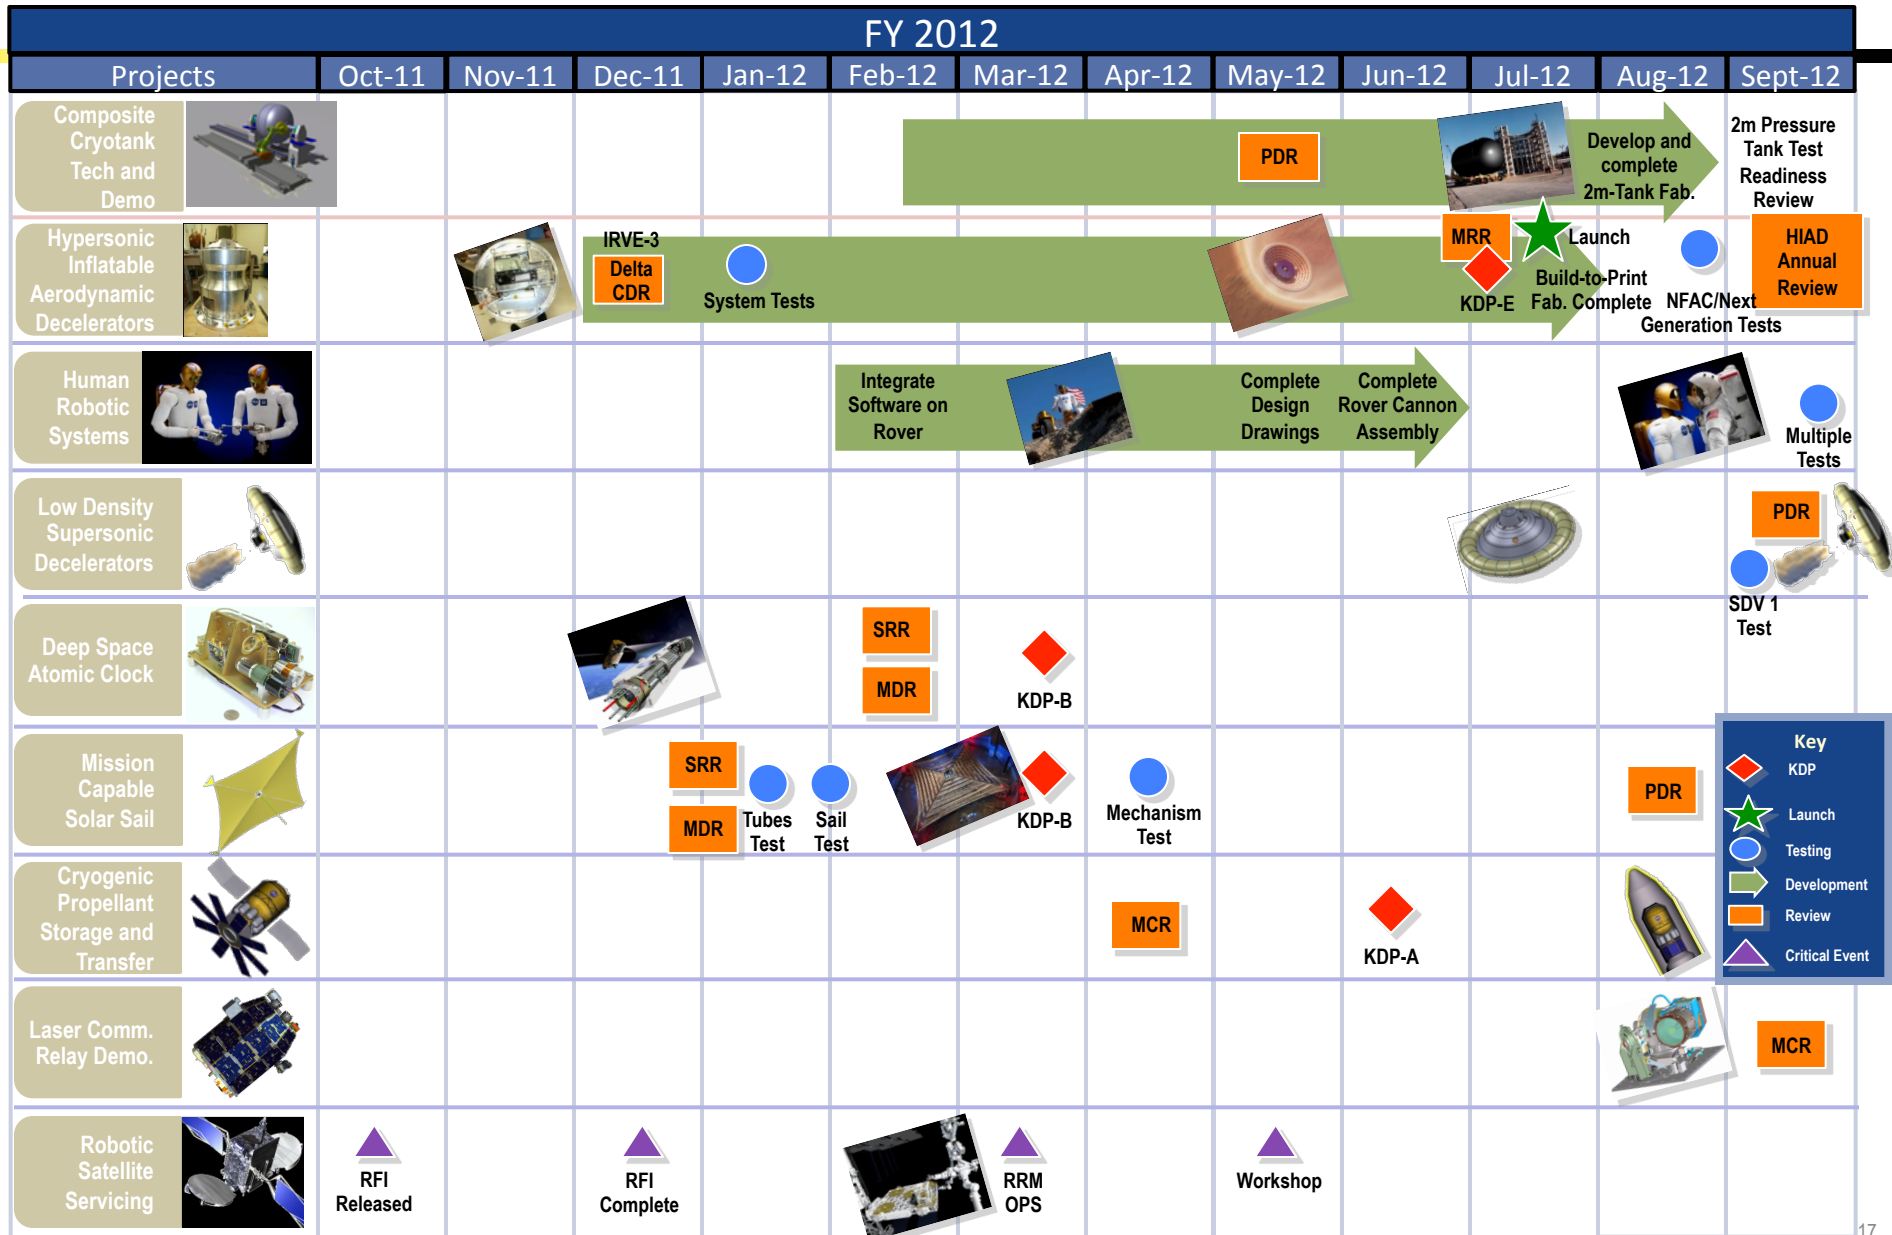 FY 2012
Projects
Oct-11
Nov-11
Dec-11
Jan-12
Feb-12
Mar-12
Apr-12
May-12
Jun-12
Jul-12
Aug-12
Sept-12
Composite
Cryotank
Tech and
Demo
PDR
Develop and
complete
2m-Tank Fab.
2m Pressure
Tank Test
Readiness
Review
Hypersonic
Inflatable
Aerodynamic
Decelerators
IRVE-3
Delta
CDR
System Tests
MRR
KDP-E
Launch
Build-to-Print
Fab. Complete
NFAC/Next
Generation Tests
HIAD
Annual
Review
Human
Robotic
Systems
Integrate
Software on
Rover
Complete
Design
Drawings
Complete
Rover Cannon
Assembly
Multiple
Tests
Low Density
Supersonic
Decelerators
PDR
SDV 1
Test
Deep Space
Atomic Clock
SRR
MDR
KDP-B
Mission
Capable
Solar Sail
SRR
MDR
Tubes
Test
Sail
Test
KDP-B
Mechanism
Test
PDR
Key
KDP
Launch
Testing
Development
Review
Critical Event
Cryogenic
Propellant
Storage and
Transfer
MCR
KDP-A
Laser Comm.
Relay Demo.
MCR
Robotic
Satellite
Servicing
RFI
Released
RFI
Complete
RRM
OPS
Workshop
17